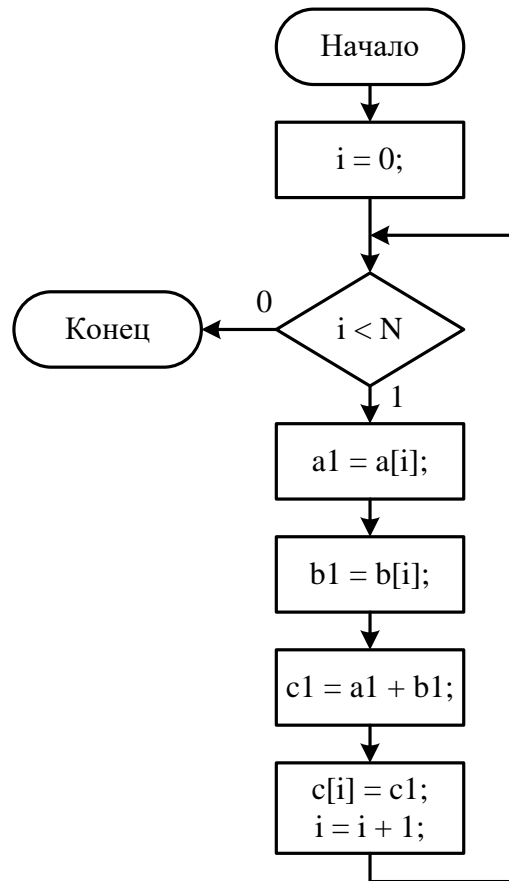 Начало
i = 0;
0
Конец
i < N
1
a1 = a[i];
b1 = b[i];
c1 = a1 + b1;
c[i] = c1;
i = i + 1;